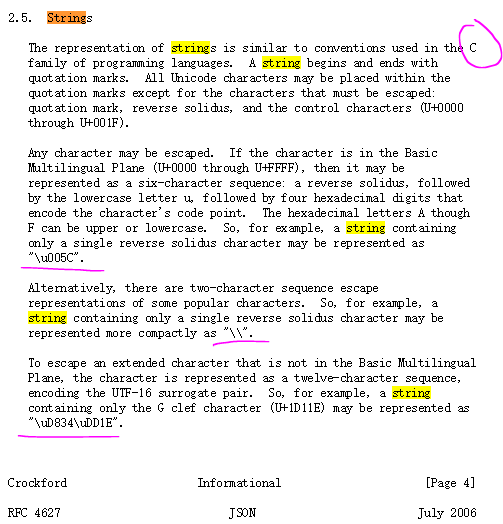 2.5.  Strings
The representation of strings is similar to conventions used in the C
family of programming languages.  A string begins and ends with
quotation marks.  All Unicode characters may be placed within the
quotation marks except for the characters that must be escaped:
quotation mark, reverse solidus, and the control characters (U+0000
through U+001F).
Any character may be escaped.  If the character is in the Basic
Multilingual Plane (U+0000 through U+FFFF), then it may be
represented as a six-character sequence: a reverse solidus, followed
by the lowercase letter u, followed by four hexadecimal digits that
encode the character's code point.  The hexadecimal letters A though
F can be upper or lowercase.  So, for example, a string containing
only a single reverse solidus character may be represented as
"\u005C".
Alternatively, there are two-character sequence escape
representations of some popular characters.  So, for example, a
string containing only a single reverse solidus character may be
represented more compactly as "\\".
To escape an extended character that is not in the Basic Multilingual
Plane, the character is represented as a twelve-character sequence,
encoding the UTF-16 surrogate pair.  So, for example, a string
containing only the G clef character (U+1D11E) may be represented as
"\uD834\uDD1E".
Crockford Informational [Page 4]
RFC 4627 JSON July 2006